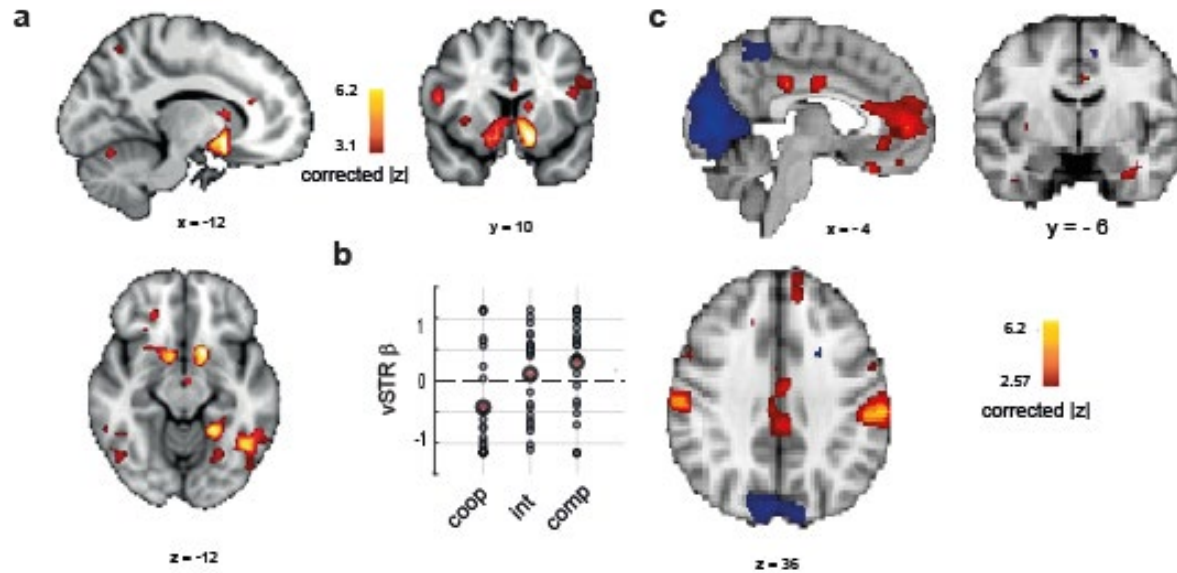 a
6.2
3.1
corrected |z|
x = -12
y = 10
z = -12
b
vSTR β
1
0
-1
coop
int
comp
c
x = - 4
y = - 6
6.2
2.57
corrected |z|
z = 36